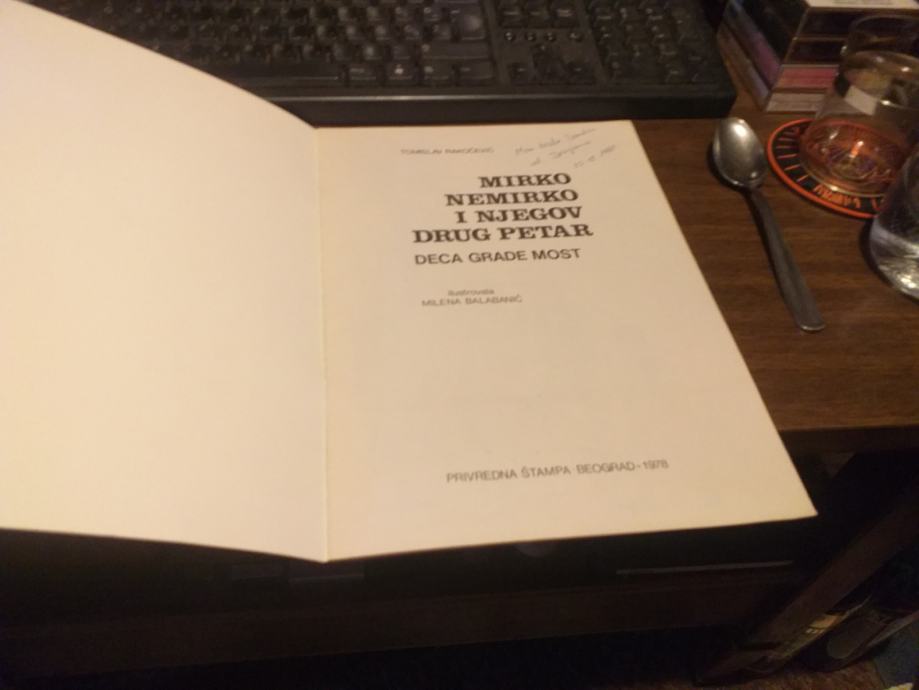 TOMISLAV RAKOČEVIĆ
MIRKO
NEMIRKO
I NJEGOV
DRUG PETAR
DECA GRADE MOST
ilustrovala
MILENA BALABANIĆ
PRIVREDNA ŠTAMPA-BEOGRAD-1978